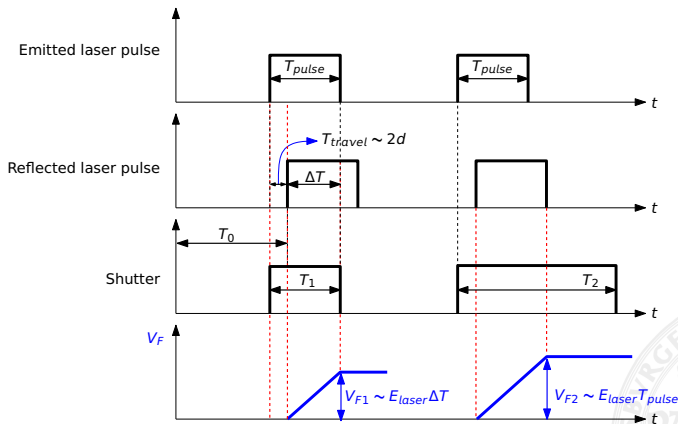 Emitted laser pulse
T_pulse
T_pulse
t
Reflected laser pulse
T_travel ~ 2d
ΔT
t
Shutter
T_0
T_1
T_2
t
V_F
V_F1 ~ E_laser ΔT
V_F2 ~ E_laser T_pulse
t